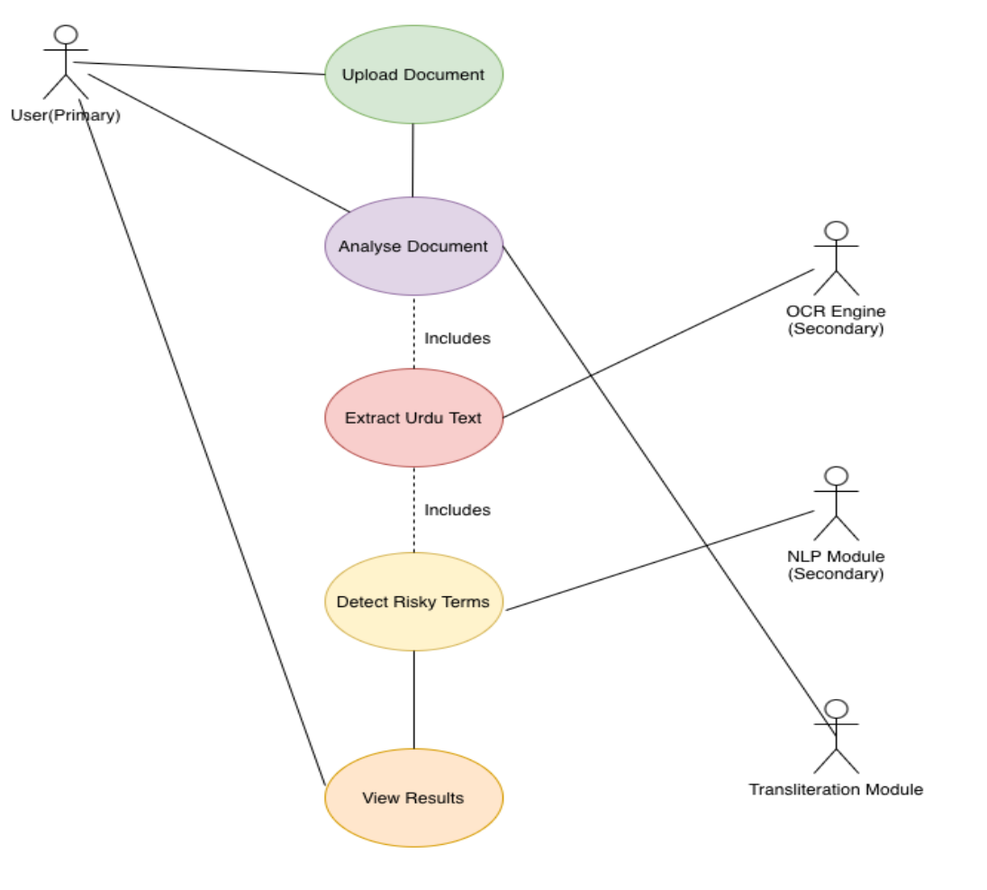 User(Primary)
Upload Document
Analyse Document
Includes
OCR Engine
(Secondary)
Extract Urdu Text
Includes
NLP Module
(Secondary)
Detect Risky Terms
View Results
Transliteration Module